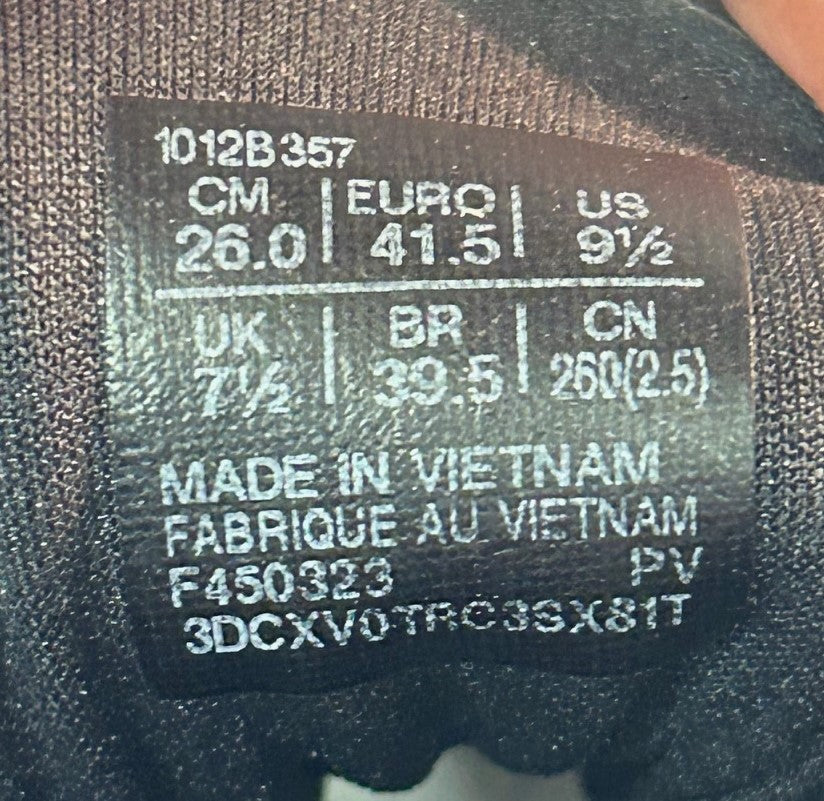 1012B357
CM | EURO | US
26.0 | 41.5 | 9½
UK | BR | CN
7½ | 39.5 | 260(2.5)
MADE IN VIETNAM
FABRIQUE AU VIETNAM
F450323 PV
3DCXV0TRC3SX81T